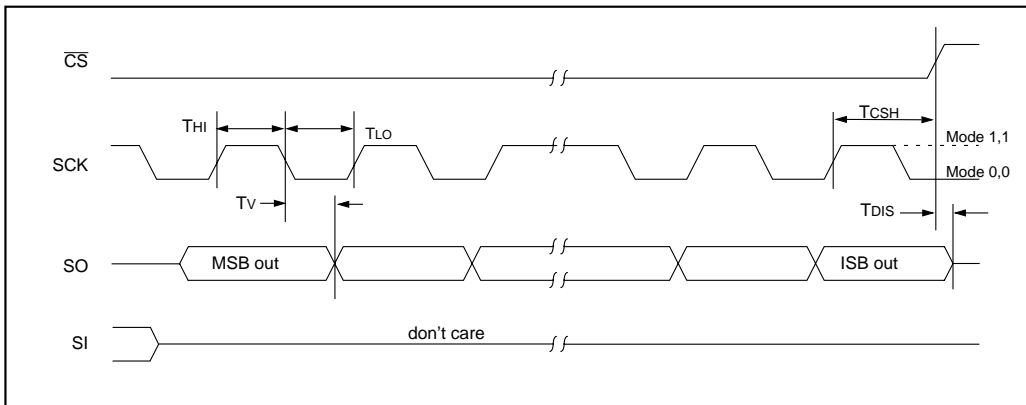 CS
THI
TLO
TCSH
SCK
Mode 1,1
Mode 0,0
TV
TDIS
SO
MSB out
ISB out
SI
don't care